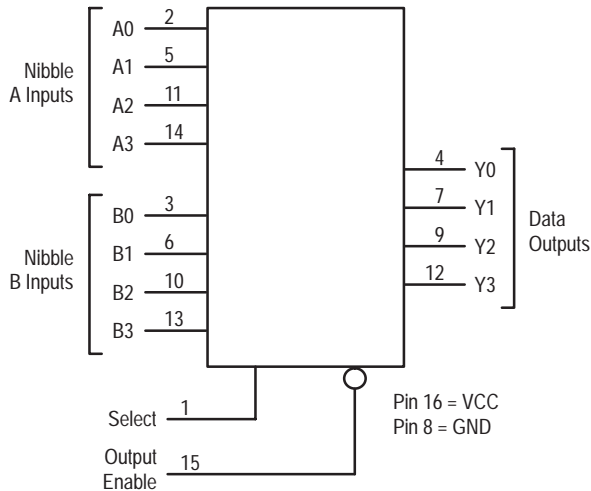 Nibble
A Inputs
A0 2
A1 5
A2 11
A3 14
Nibble
B Inputs
B0 3
B1 6
B2 10
B3 13
4 Y0
7 Y1
9 Y2
12 Y3
Data
Outputs
Select 1
Output
Enable
15
Pin 16 = VCC
Pin 8 = GND